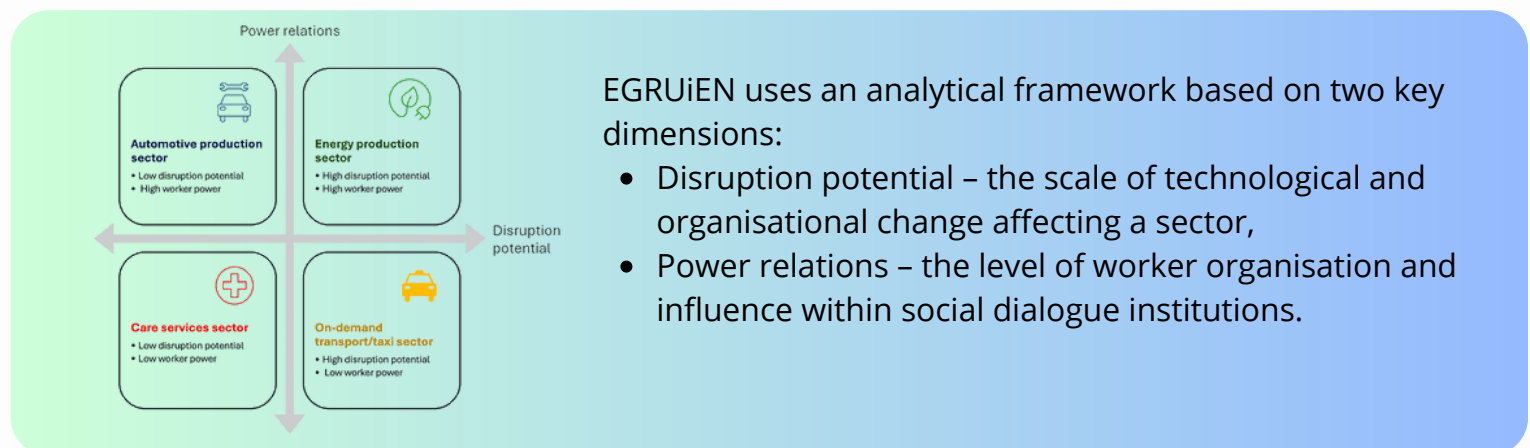 Power relations
Automotive production
sector
• Low disruption potential
• High worker power
Energy production
sector
• High disruption potential
• High worker power
Disruption
potential
Care services sector
• Low disruption potential
• Low worker power
On-demand
transport/taxi sector
• High disruption potential
• Low worker power
EGRUiEN uses an analytical framework based on two key
dimensions:
• Disruption potential – the scale of technological and
organisational change affecting a sector,
• Power relations – the level of worker organisation and
influence within social dialogue institutions.